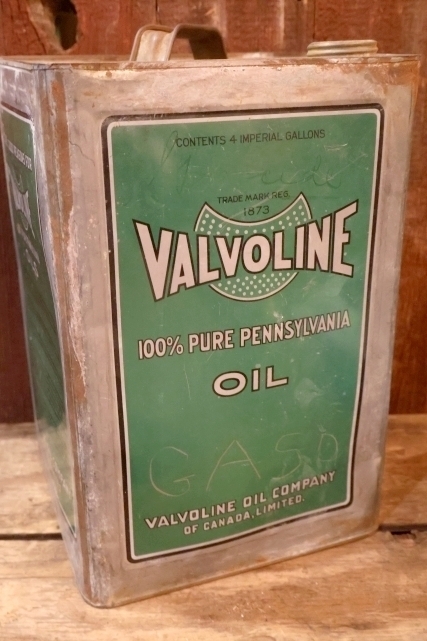 CONTENTS 4 IMPERIAL GALLONS
TRADE MARK REG.
1873
VALVOLINE
100% PURE PENNSYLVANIA
OIL
GASO
VALVOLINE OIL COMPANY
OF CANADA, LIMITED.